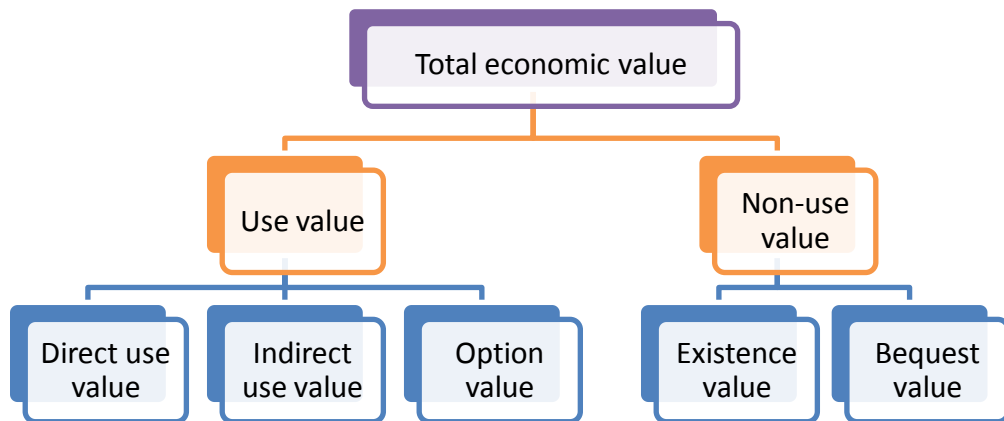 Total economic value
Use value
Non-use
value
Direct use
value
Indirect
use value
Option
value
Existence
value
Bequest
value